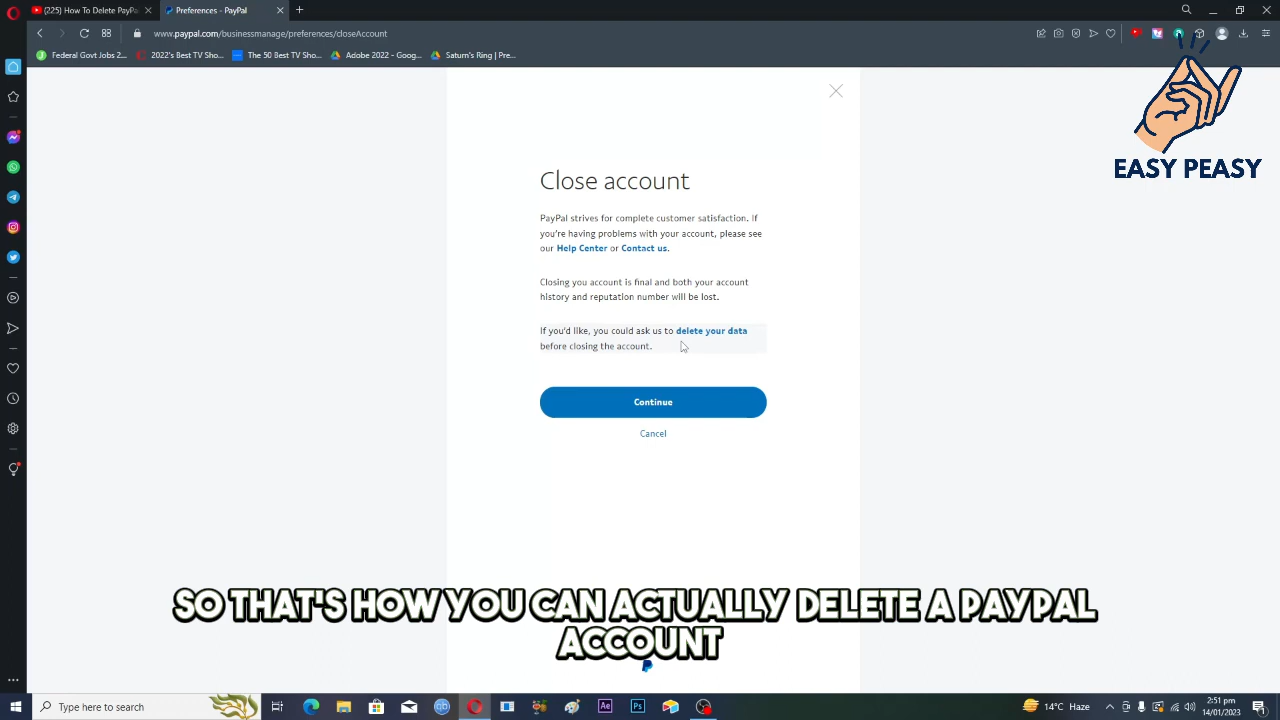 (225) How To Delete PayPa
Preferences - PayPal
www.paypal.com/businessmanage/preferences/closeAccount
Federal Govt Jobs 2...
2022's Best TV Sho...
The 50 Best TV Sho...
Adobe 2022 - Goog...
Saturn's Ring | Pre...
EASY PEASY
Close account
PayPal strives for complete customer satisfaction. If
you're having problems with your account, please see
our Help Center or Contact us.
Closing you account is final and both your account
history and reputation number will be lost.
If you'd like, you could ask us to delete your data
before closing the account.
Continue
Cancel
SO THAT'S HOW YOU CAN ACTUALLY DELETE A PAYPAL
ACCOUNT
Type here to search
Ae
Ps
14°C Haze
2:51 pm
14/01/2023